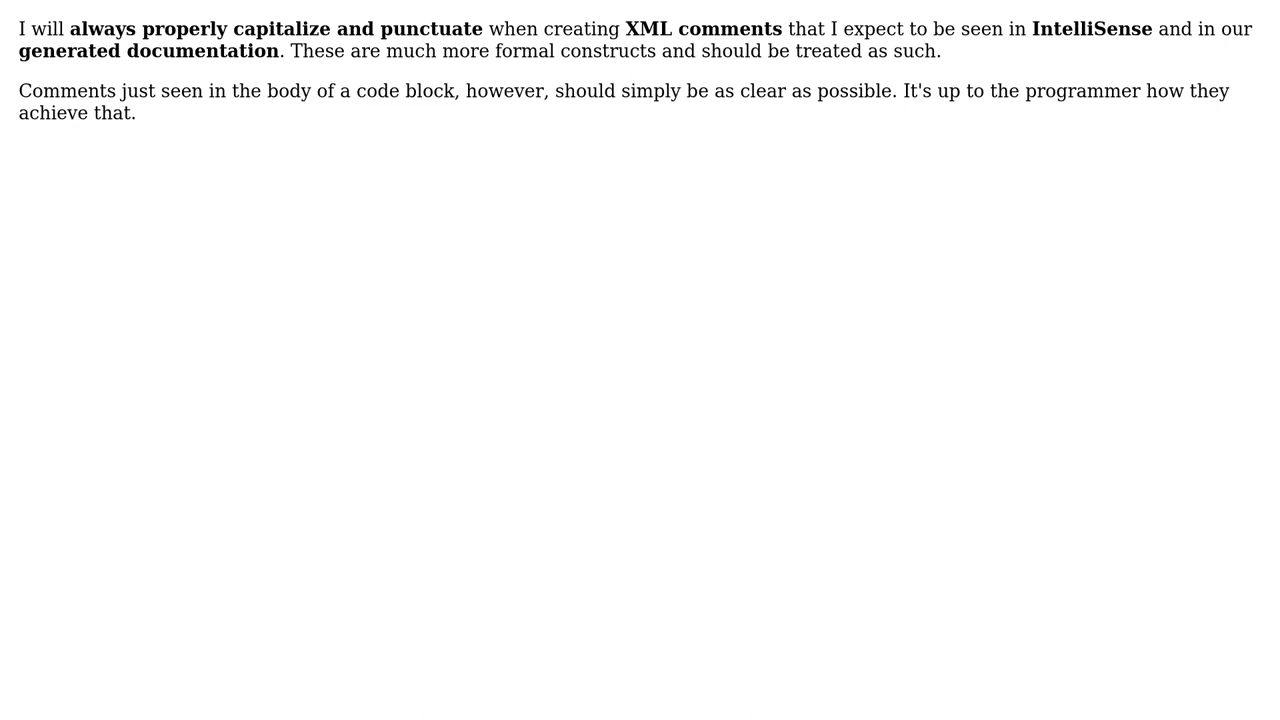 I will always properly capitalize and punctuate when creating XML comments that I expect to be seen in IntelliSense and in our
generated documentation. These are much more formal constructs and should be treated as such.
Comments just seen in the body of a code block, however, should simply be as clear as possible. It's up to the programmer how they
achieve that.